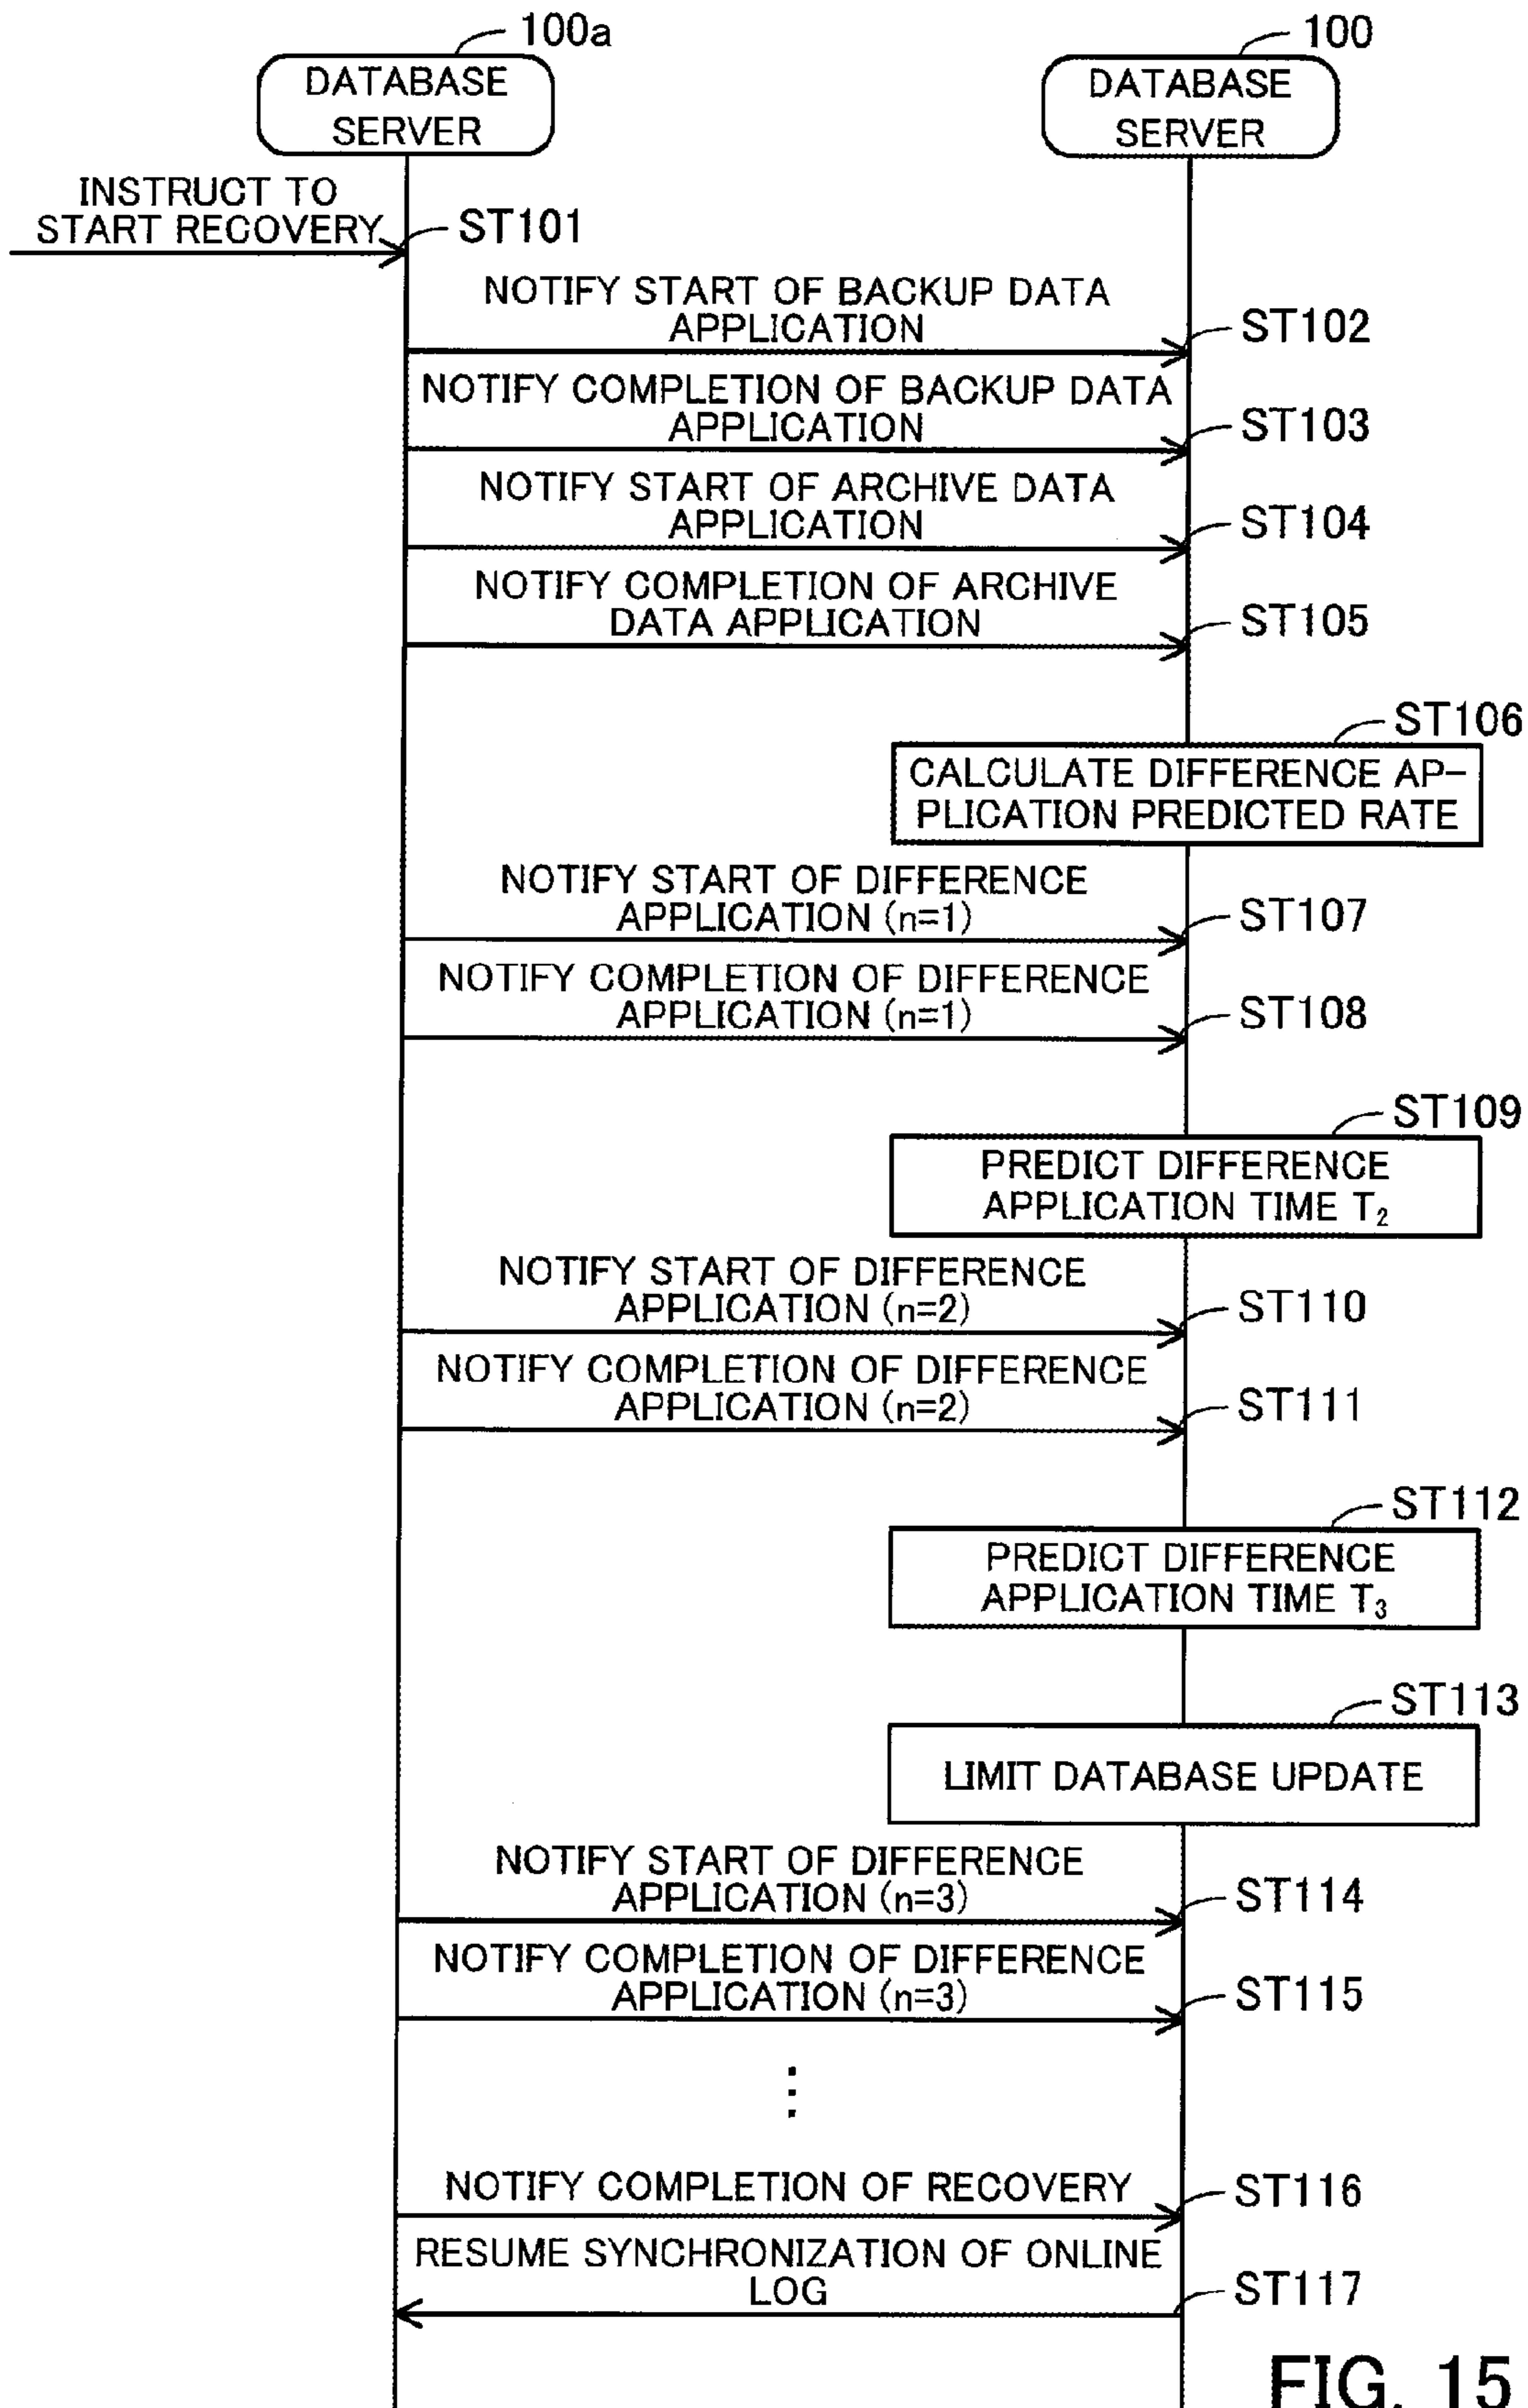 100a
DATABASE
SERVER
100
DATABASE
SERVER
INSTRUCT TO
START RECOVERY
ST101
NOTIFY START OF BACKUP DATA
APPLICATION
ST102
NOTIFY COMPLETION OF BACKUP DATA
APPLICATION
ST103
NOTIFY START OF ARCHIVE DATA
APPLICATION
ST104
NOTIFY COMPLETION OF ARCHIVE
DATA APPLICATION
ST105
ST106
CALCULATE DIFFERENCE AP-
PLICATION PREDICTED RATE
NOTIFY START OF DIFFERENCE
APPLICATION (n=1)
ST107
NOTIFY COMPLETION OF DIFFERENCE
APPLICATION (n=1)
ST108
ST109
PREDICT DIFFERENCE
APPLICATION TIME T₂
NOTIFY START OF DIFFERENCE
APPLICATION (n=2)
ST110
NOTIFY COMPLETION OF DIFFERENCE
APPLICATION (n=2)
ST111
ST112
PREDICT DIFFERENCE
APPLICATION TIME T₃
ST113
LIMIT DATABASE UPDATE
NOTIFY START OF DIFFERENCE
APPLICATION (n=3)
ST114
NOTIFY COMPLETION OF DIFFERENCE
APPLICATION (n=3)
ST115
⋮
NOTIFY COMPLETION OF RECOVERY
ST116
RESUME SYNCHRONIZATION OF ONLINE
LOG
ST117
FIG. 15